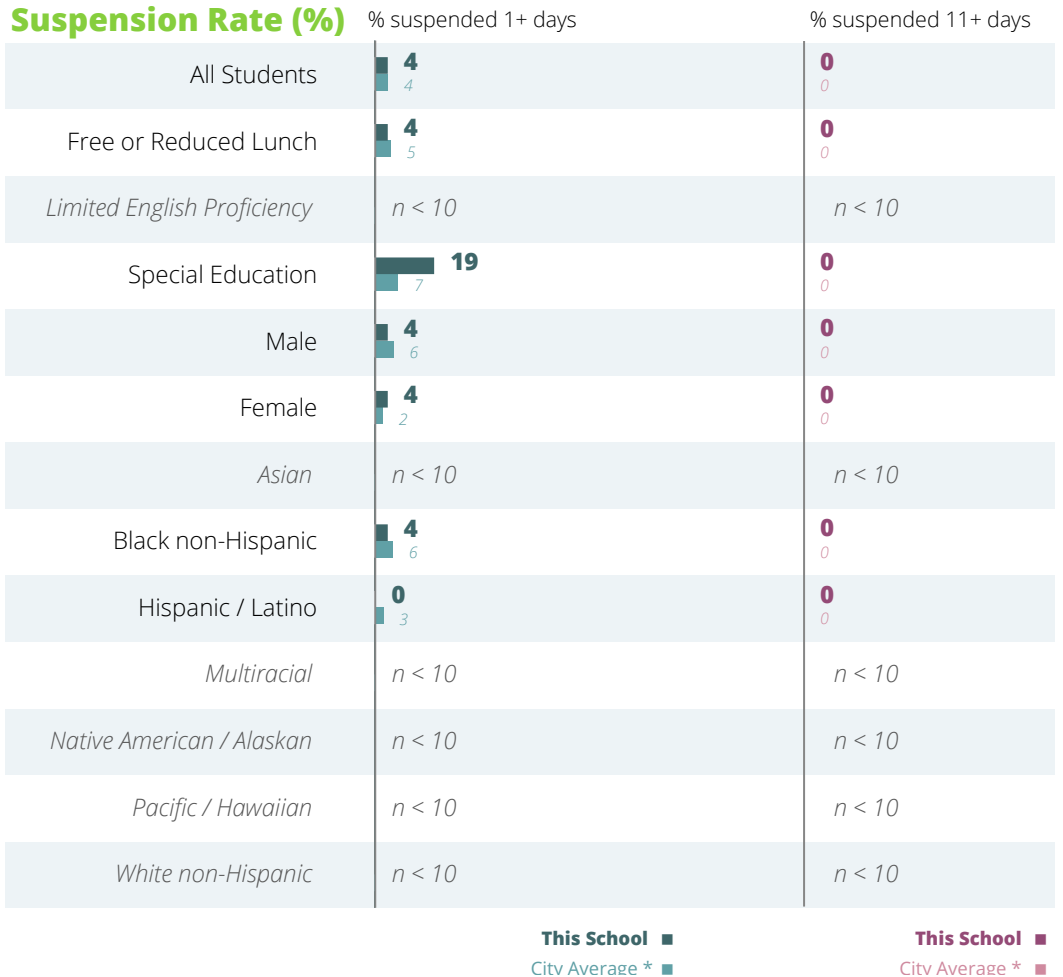 Suspension Rate (%) % suspended 1+ days % suspended 11+ days
All Students 4 0
4 0
Free or Reduced Lunch 4 0
5 0
Limited English Proficiency n < 10 n < 10
Special Education 19 0
7 0
Male 4 0
6 0
Female 4 0
2 0
Asian n < 10 n < 10
Black non-Hispanic 4 0
6 0
Hispanic / Latino 0 0
3 0
Multiracial n < 10 n < 10
Native American / Alaskan n < 10 n < 10
Pacific / Hawaiian n < 10 n < 10
White non-Hispanic n < 10 n < 10
This School This School
City Average * City Average *